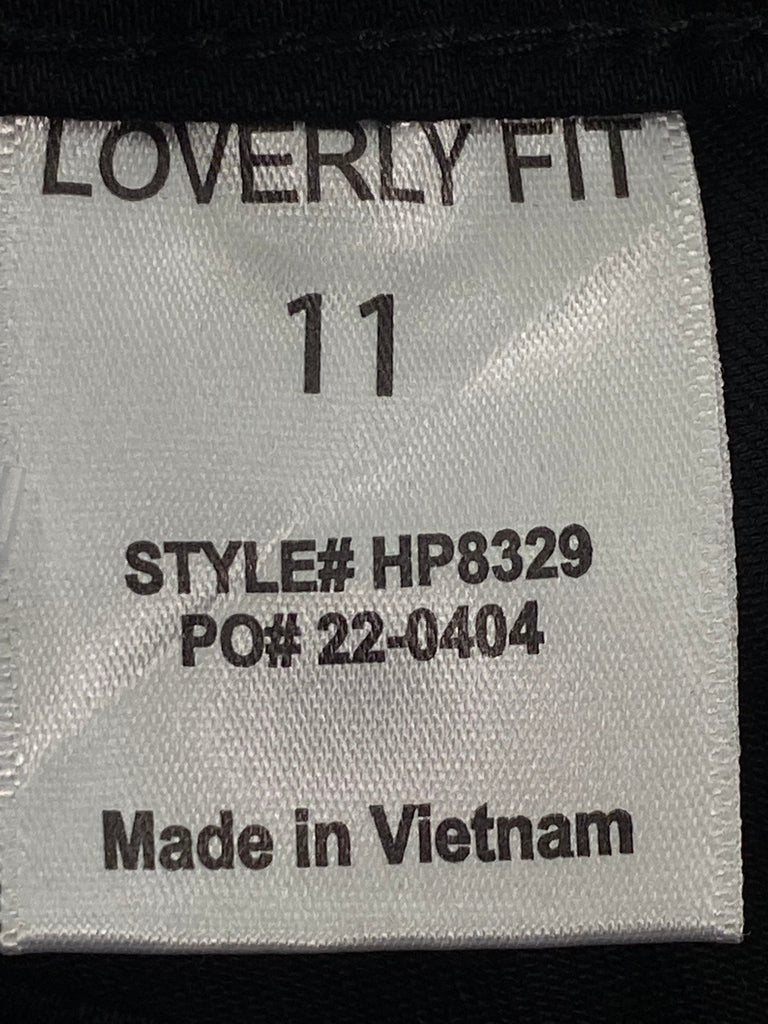 LOVERLY FIT
11
STYLE# HP8329
PO# 22-0404
Made in Vietnam